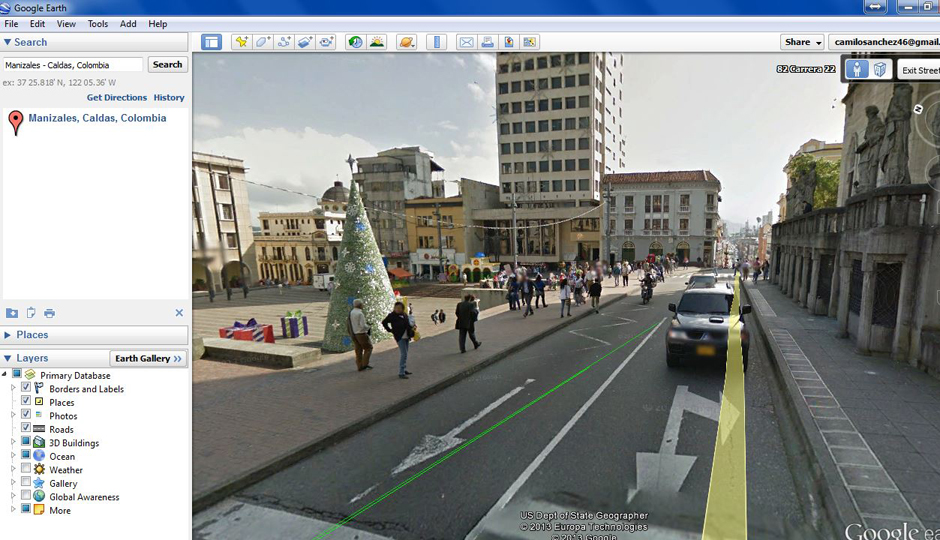 Google Earth
File Edit View Tools Add Help
Search
Manizales - Caldas, Colombia
Search
ex: 37 25.818' N, 122 05.36' W
Get Directions History
Manizales, Caldas, Colombia
Places
Layers
Earth Gallery >>
Primary Database
Borders and Labels
Places
Photos
Roads
3D Buildings
Ocean
Weather
Gallery
Global Awareness
More
Share
camilosanchez46@gmail.
82 Carrera 22
Exit Street
N
US Dept of State Geographer
© 2013 Europa Technologies
© 2013 Google
Google ea